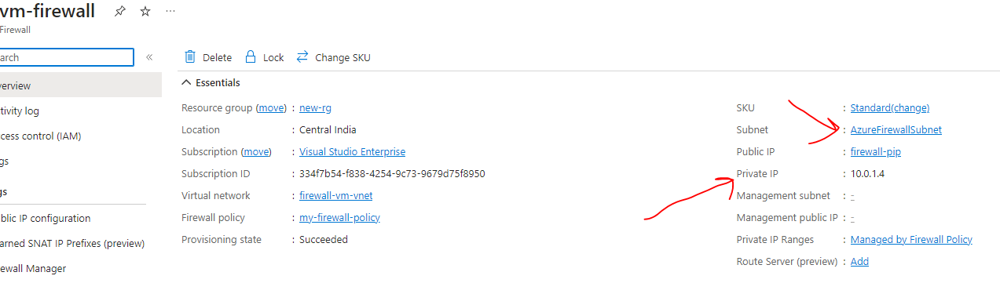 vm-firewall
Firewall
arch
Delete
Lock
Change SKU
verview
tivity log
cess control (IAM)
gs
gs
blic IP configuration
arned SNAT IP Prefixes (preview)
ewall Manager
Essentials
Resource group (move) : new-rg
Location : Central India
Subscription (move) : Visual Studio Enterprise
Subscription ID : 334f7b54-f838-4254-9c73-9679d75f8950
Virtual network : firewall-vm-vnet
Firewall policy : my-firewall-policy
Provisioning state : Succeeded
SKU : Standard(change)
Subnet : AzureFirewallSubnet
Public IP : firewall-pip
Private IP : 10.0.1.4
Management subnet : -
Management public IP : -
Private IP Ranges : Managed by Firewall Policy
Route Server (preview) : Add